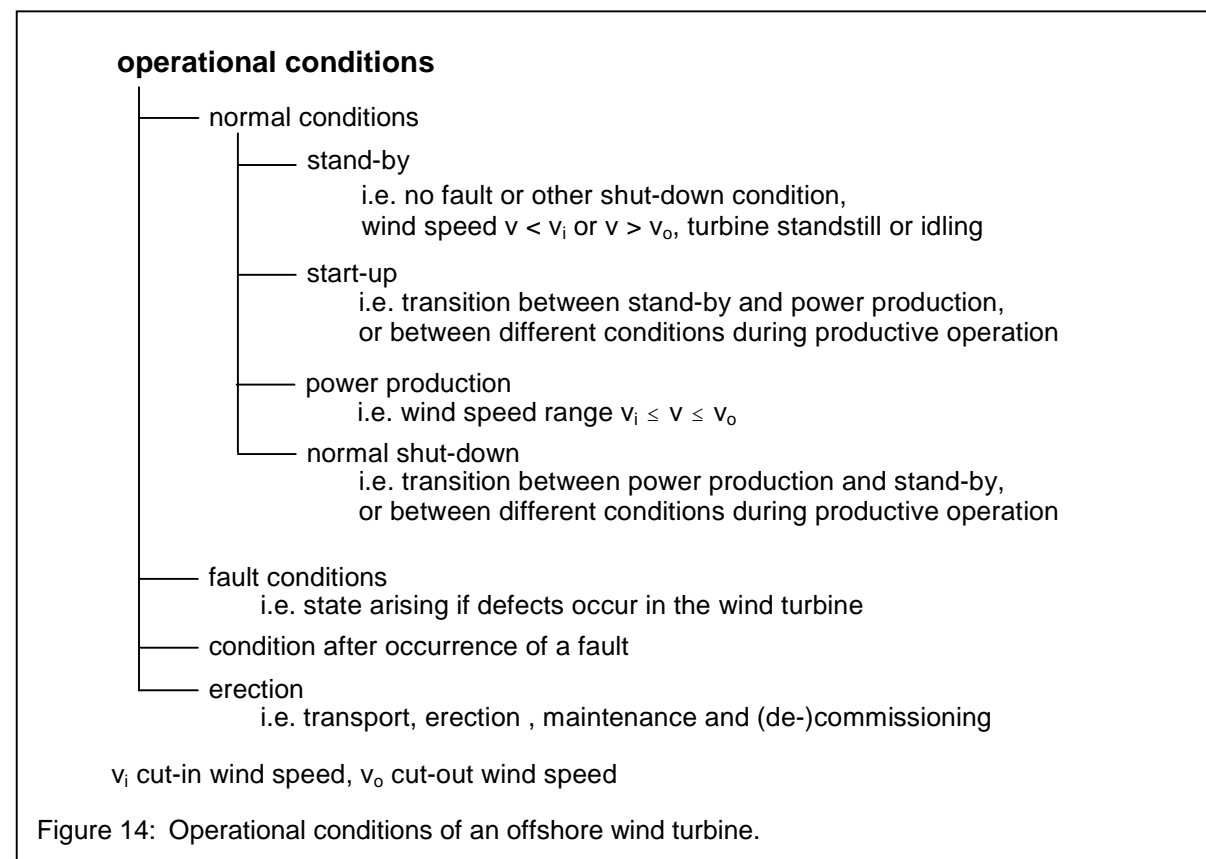 operational conditions
normal conditions
stand-by
i.e. no fault or other shut-down condition,
wind speed v < vi or v > vo, turbine standstill or idling
start-up
i.e. transition between stand-by and power production,
or between different conditions during productive operation
power production
i.e. wind speed range vi ≤ v ≤ vo
normal shut-down
i.e. transition between power production and stand-by,
or between different conditions during productive operation
fault conditions
i.e. state arising if defects occur in the wind turbine
condition after occurrence of a fault
erection
i.e. transport, erection , maintenance and (de-)commissioning
vi cut-in wind speed, vo cut-out wind speed
Figure 14: Operational conditions of an offshore wind turbine.